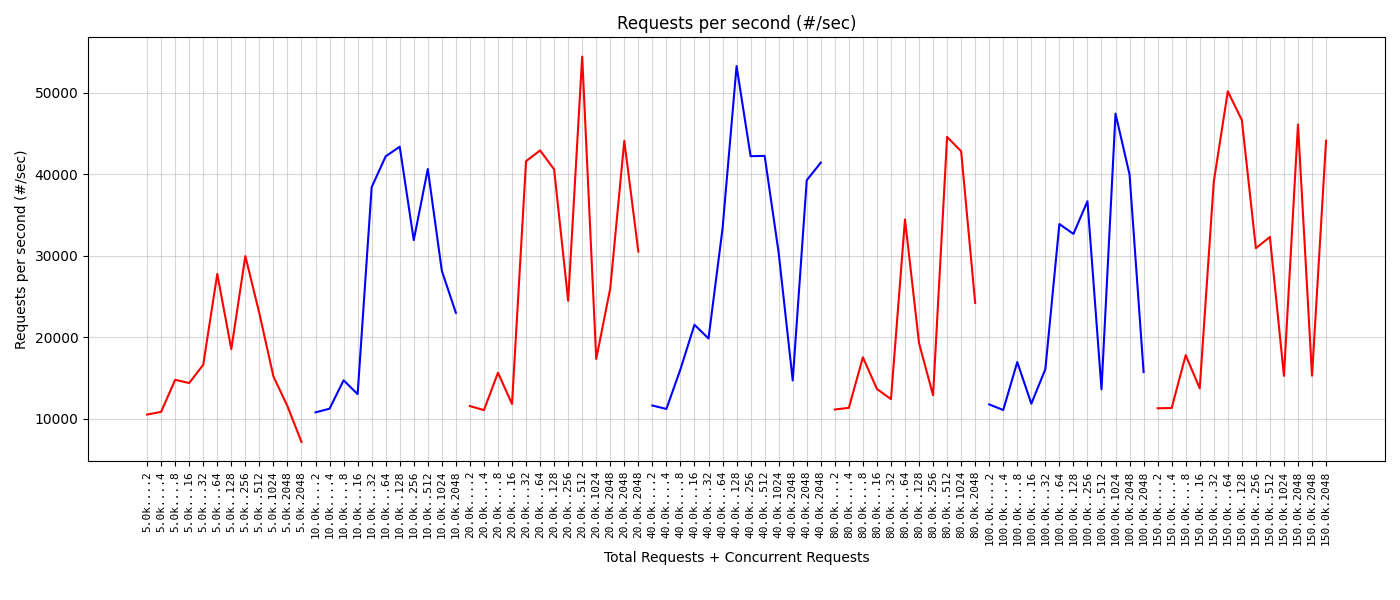 Requests per second (#/sec)
Requests per second (#/sec)
50000
40000
30000
20000
10000
5.0k....2
5.0k....4
5.0k....8
5.0k...16
5.0k...32
5.0k...64
5.0k..128
5.0k..256
5.0k..512
5.0k.1024
5.0k.2048
5.0k.2048
10.0k....2
10.0k....4
10.0k....8
10.0k...16
10.0k...32
10.0k...64
10.0k..128
10.0k..256
10.0k..512
10.0k.1024
10.0k.2048
20.0k....2
20.0k....4
20.0k....8
20.0k...16
20.0k...32
20.0k...64
20.0k..128
20.0k..256
20.0k..512
20.0k.1024
20.0k.2048
20.0k.2048
20.0k.2048
40.0k....2
40.0k....4
40.0k....8
40.0k...16
40.0k...32
40.0k...64
40.0k..128
40.0k..256
40.0k..512
40.0k.1024
40.0k.2048
40.0k.2048
40.0k.2048
80.0k....2
80.0k....4
80.0k....8
80.0k...16
80.0k...32
80.0k...64
80.0k..128
80.0k..256
80.0k..512
80.0k.1024
80.0k.2048
100.0k....2
100.0k....4
100.0k....8
100.0k...16
100.0k...32
100.0k...64
100.0k..128
100.0k..256
100.0k..512
100.0k.1024
100.0k.2048
100.0k.2048
150.0k....2
150.0k....4
150.0k....8
150.0k...16
150.0k...32
150.0k...64
150.0k..128
150.0k..256
150.0k..512
150.0k.1024
150.0k.2048
150.0k.2048
150.0k.2048
Total Requests + Concurrent Requests